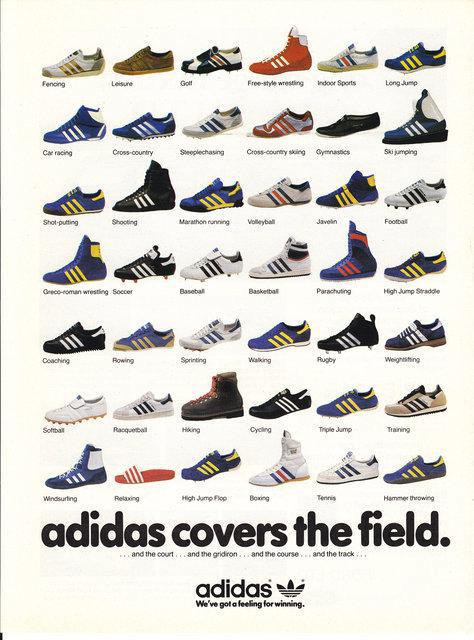 Fencing Leisure Golf Free-style wrestling Indoor Sports Long Jump
Car racing Cross-country Steeplechasing Cross-country skiing Gymnastics Ski jumping
Shot-putting Shooting Marathon running Volleyball Javelin Football
Greco-roman wrestling Soccer Baseball Basketball Parachuting High Jump Straddle
Coaching Rowing Sprinting Walking Rugby Weightlifting
Softball Racquetball Hiking Cycling Triple Jump Training
Windsurfing Relaxing High Jump Flop Boxing Tennis Hammer throwing
adidas covers the field.
. . . and the court . . . and the gridiron . . . and the course . . . and the track . . .
adidas
We've got a feeling for winning.